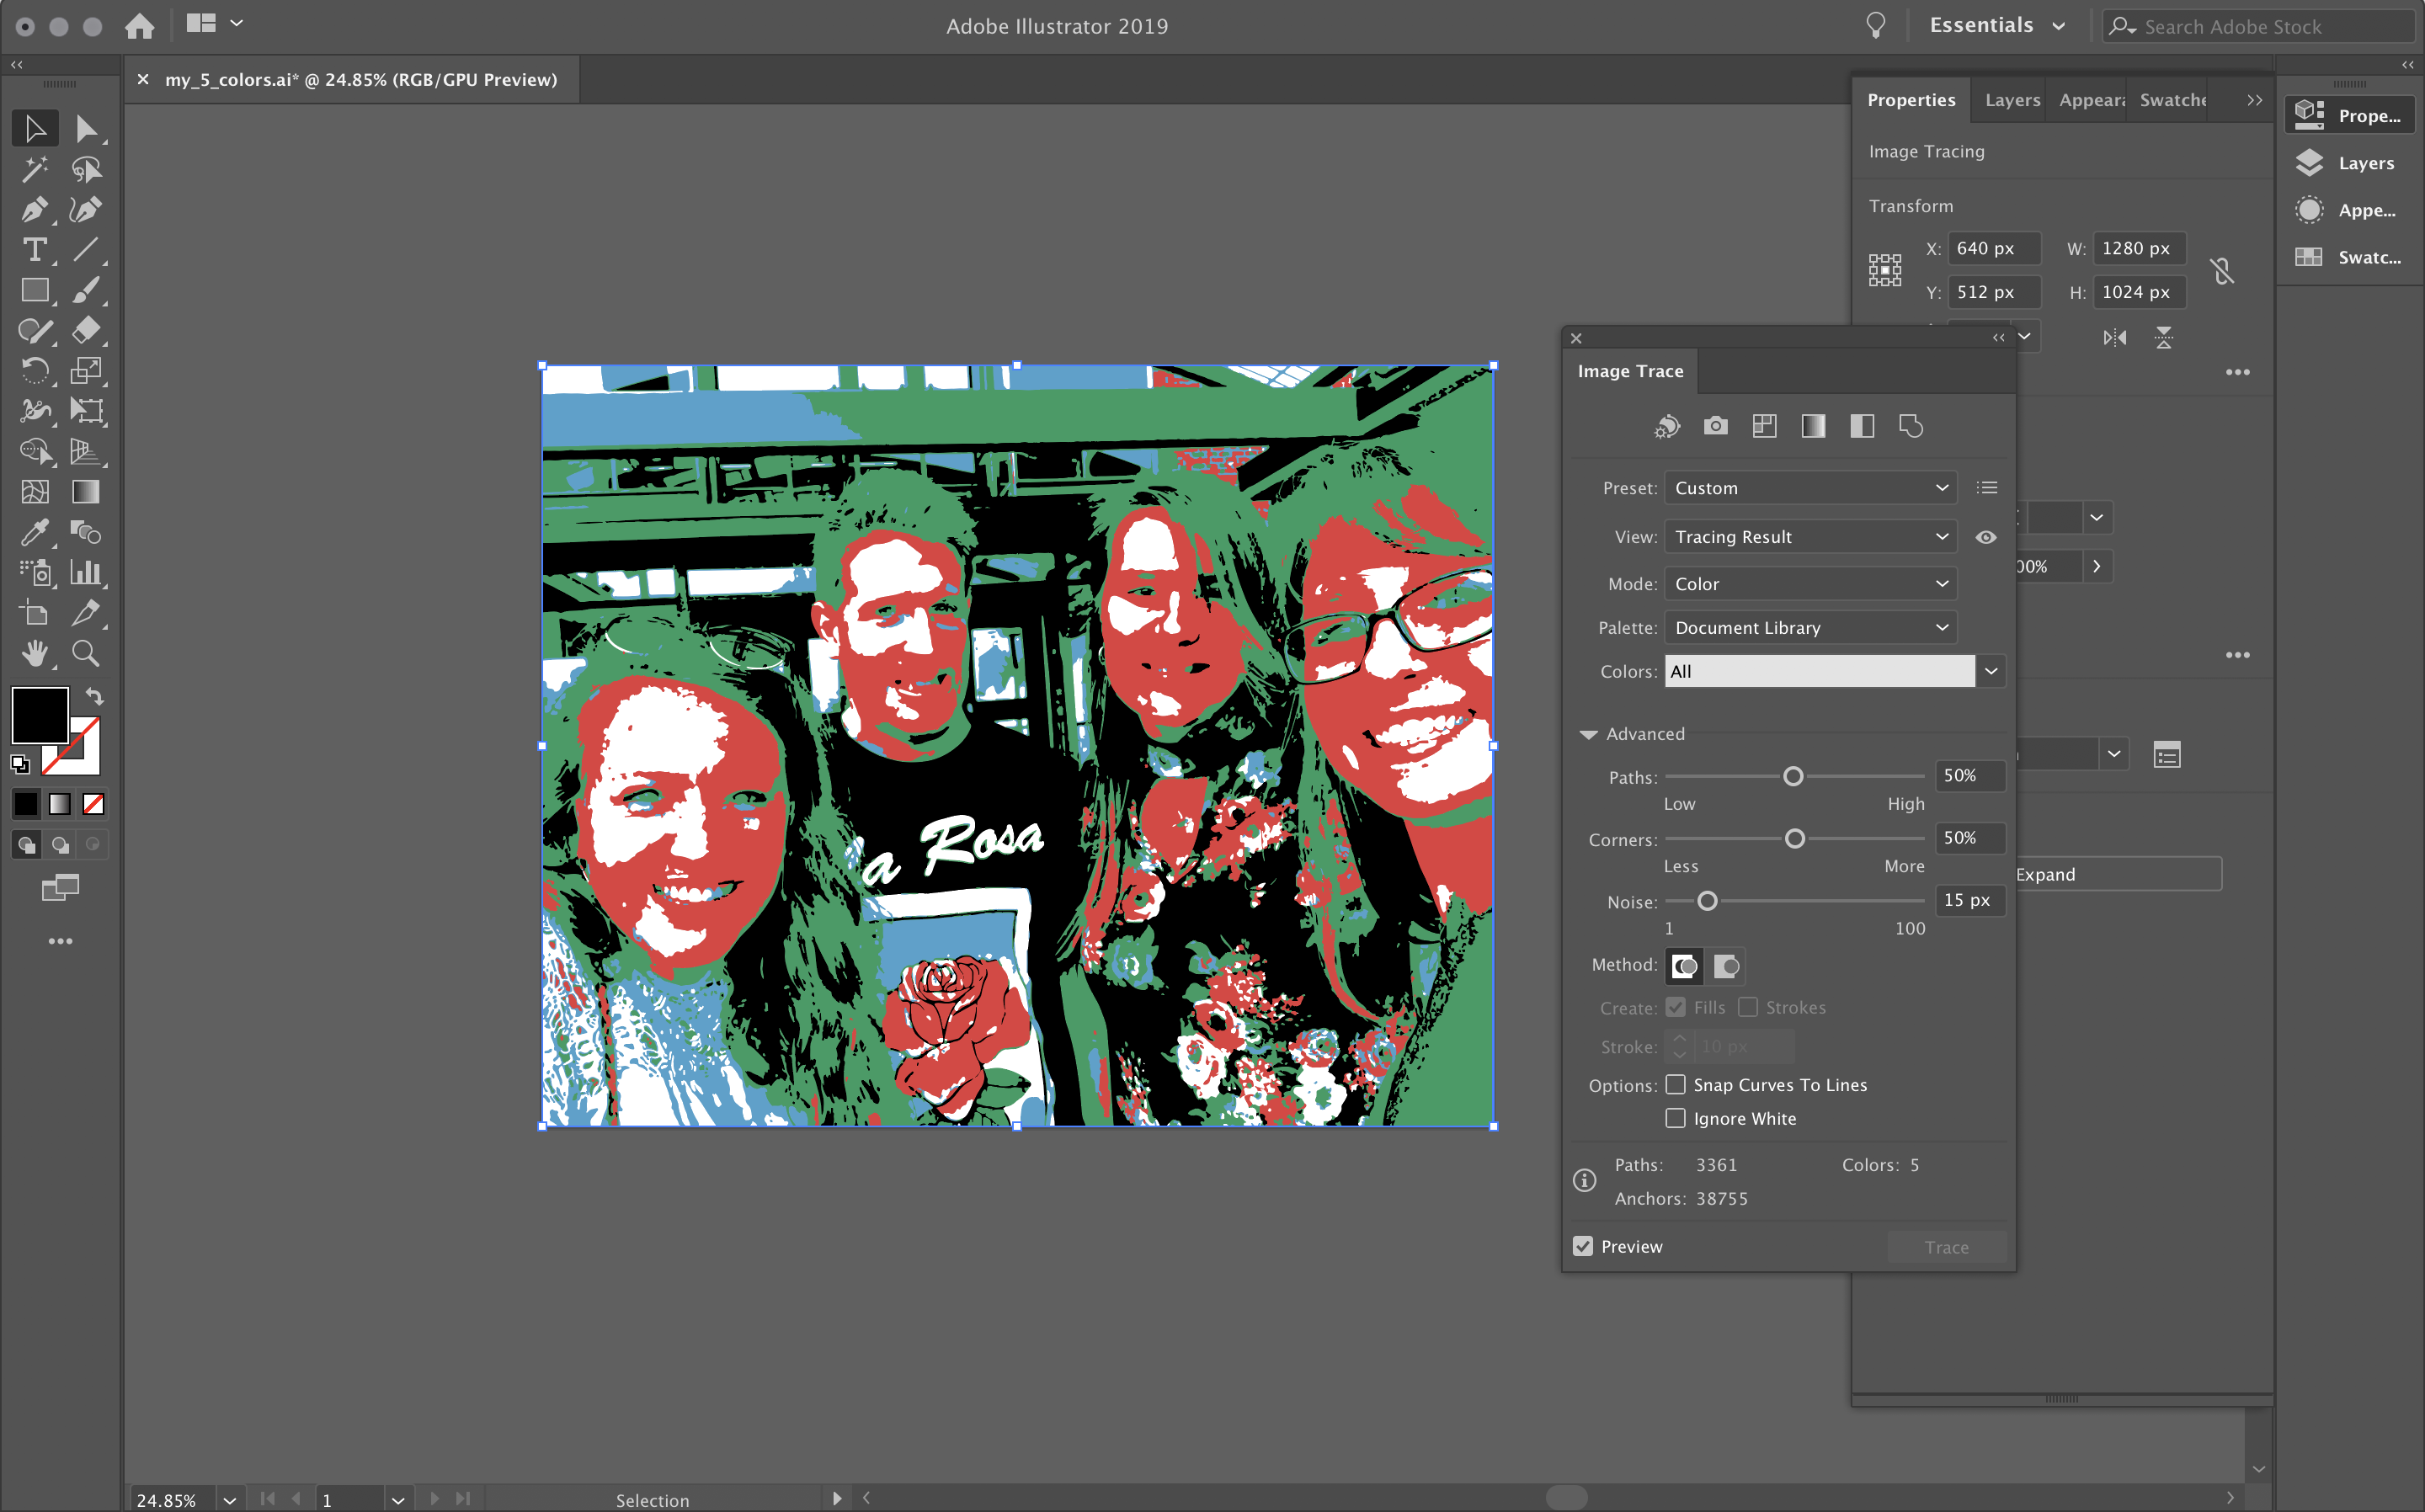 Adobe Illustrator 2019
Essentials
Search Adobe Stock
my_5_colors.ai* @ 24.85% (RGB/GPU Preview)
Properties Layers Appeara Swatche
Prope...
Layers
Appe...
Swatc...
Image Tracing
Transform
X: 640 px W: 1280 px
Y: 512 px H: 1024 px
Image Trace
Preset: Custom
View: Tracing Result
Mode: Color
Palette: Document Library
Colors: All
Advanced
Paths: 50%
Low High
Corners: 50%
Less More
Noise: 15 px
1 100
Method:
Create: Fills Strokes
Stroke: 10 px
Options: Snap Curves To Lines
Ignore White
Paths: 3361 Colors: 5
Anchors: 38755
Preview Trace
00%
Expand
a Rosa
24.85% 1 Selection